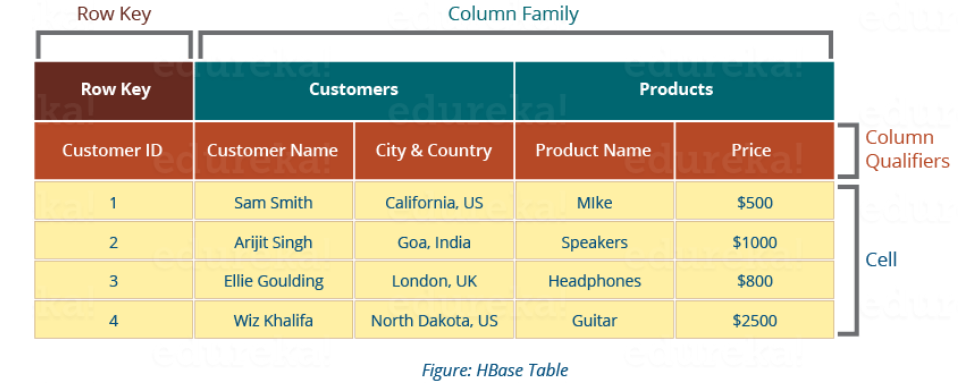 Row Key Column Family
Row Key Customers Products
Customer ID Customer Name City & Country Product Name Price
Column
Qualifiers
1 Sam Smith California, US MIke $500
2 Arijit Singh Goa, India Speakers $1000
3 Ellie Goulding London, UK Headphones $800
Cell
4 Wiz Khalifa North Dakota, US Guitar $2500
Figure: HBase Table
edureka!